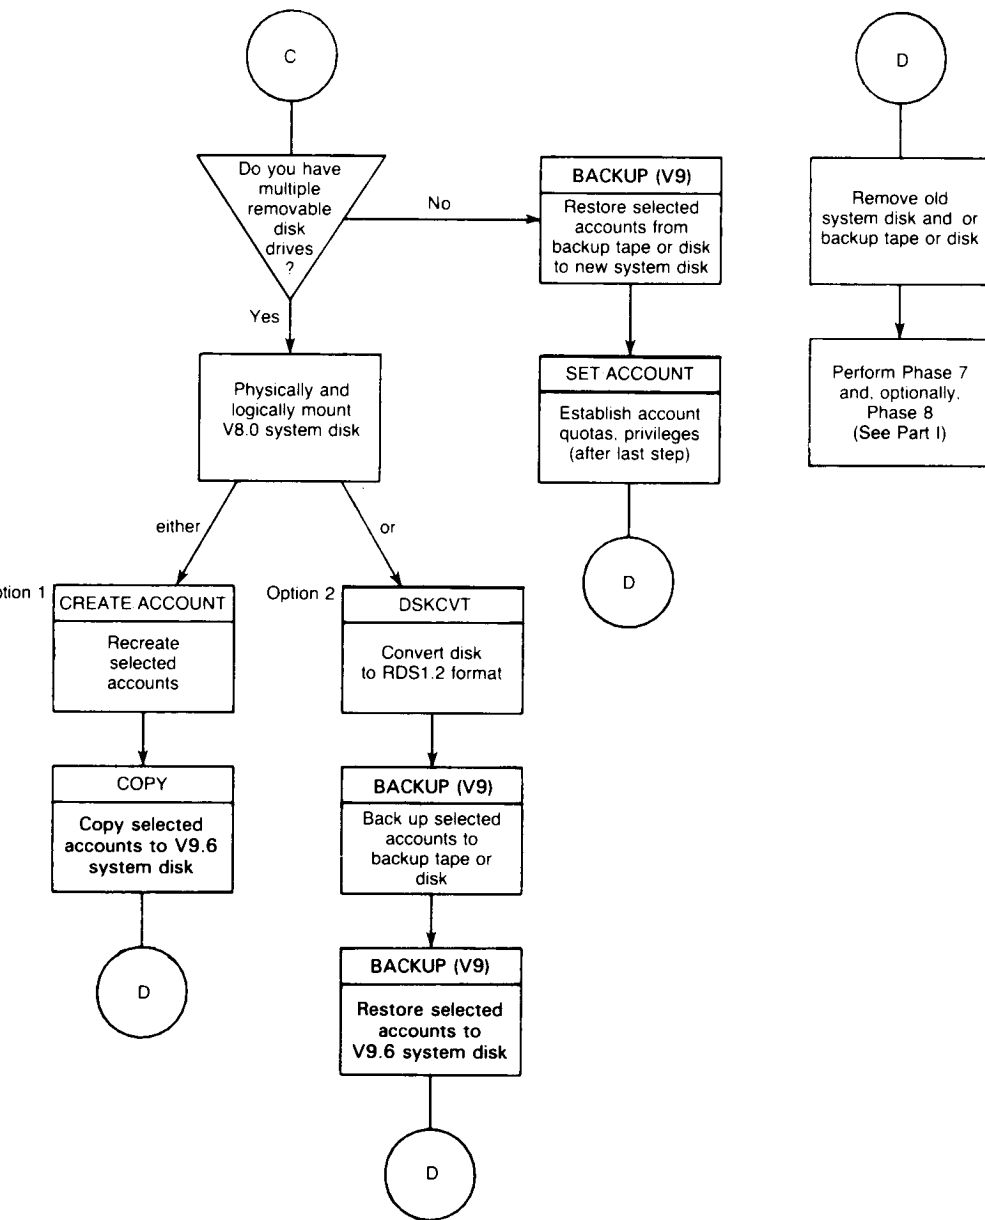 C
Do you have
multiple
removable
disk
drives
?
No
Yes
BACKUP (V9)
Restore selected
accounts from
backup tape or disk
to new system disk
SET ACCOUNT
Establish account
quotas, privileges
(after last step)
D
Physically and
logically mount
V8.0 system disk
either
or
ption 1
CREATE ACCOUNT
Recreate
selected
accounts
COPY
Copy selected
accounts to V9.6
system disk
D
Option 2
DSKCVT
Convert disk
to RDS1.2 format
BACKUP (V9)
Back up selected
accounts to
backup tape or
disk
BACKUP (V9)
Restore selected
accounts to
V9.6 system disk
D
D
Remove old
system disk and or
backup tape or disk
Perform Phase 7
and, optionally,
Phase 8
(See Part I)